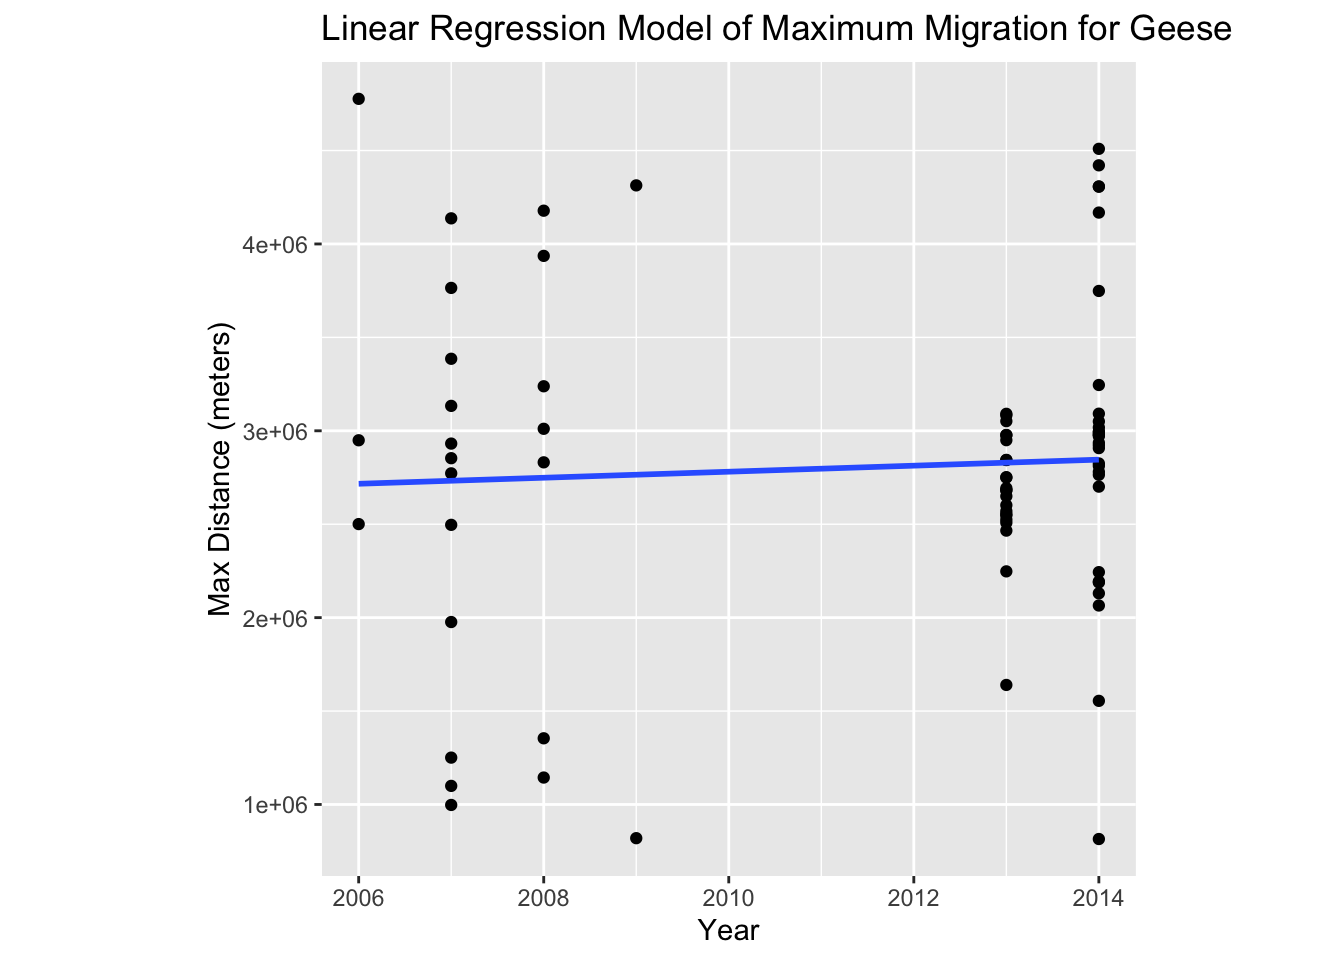 Linear Regression Model of Maximum Migration for Geese
4e+06
3e+06
2e+06
1e+06
Max Distance (meters)
2006 2008 2010 2012 2014
Year